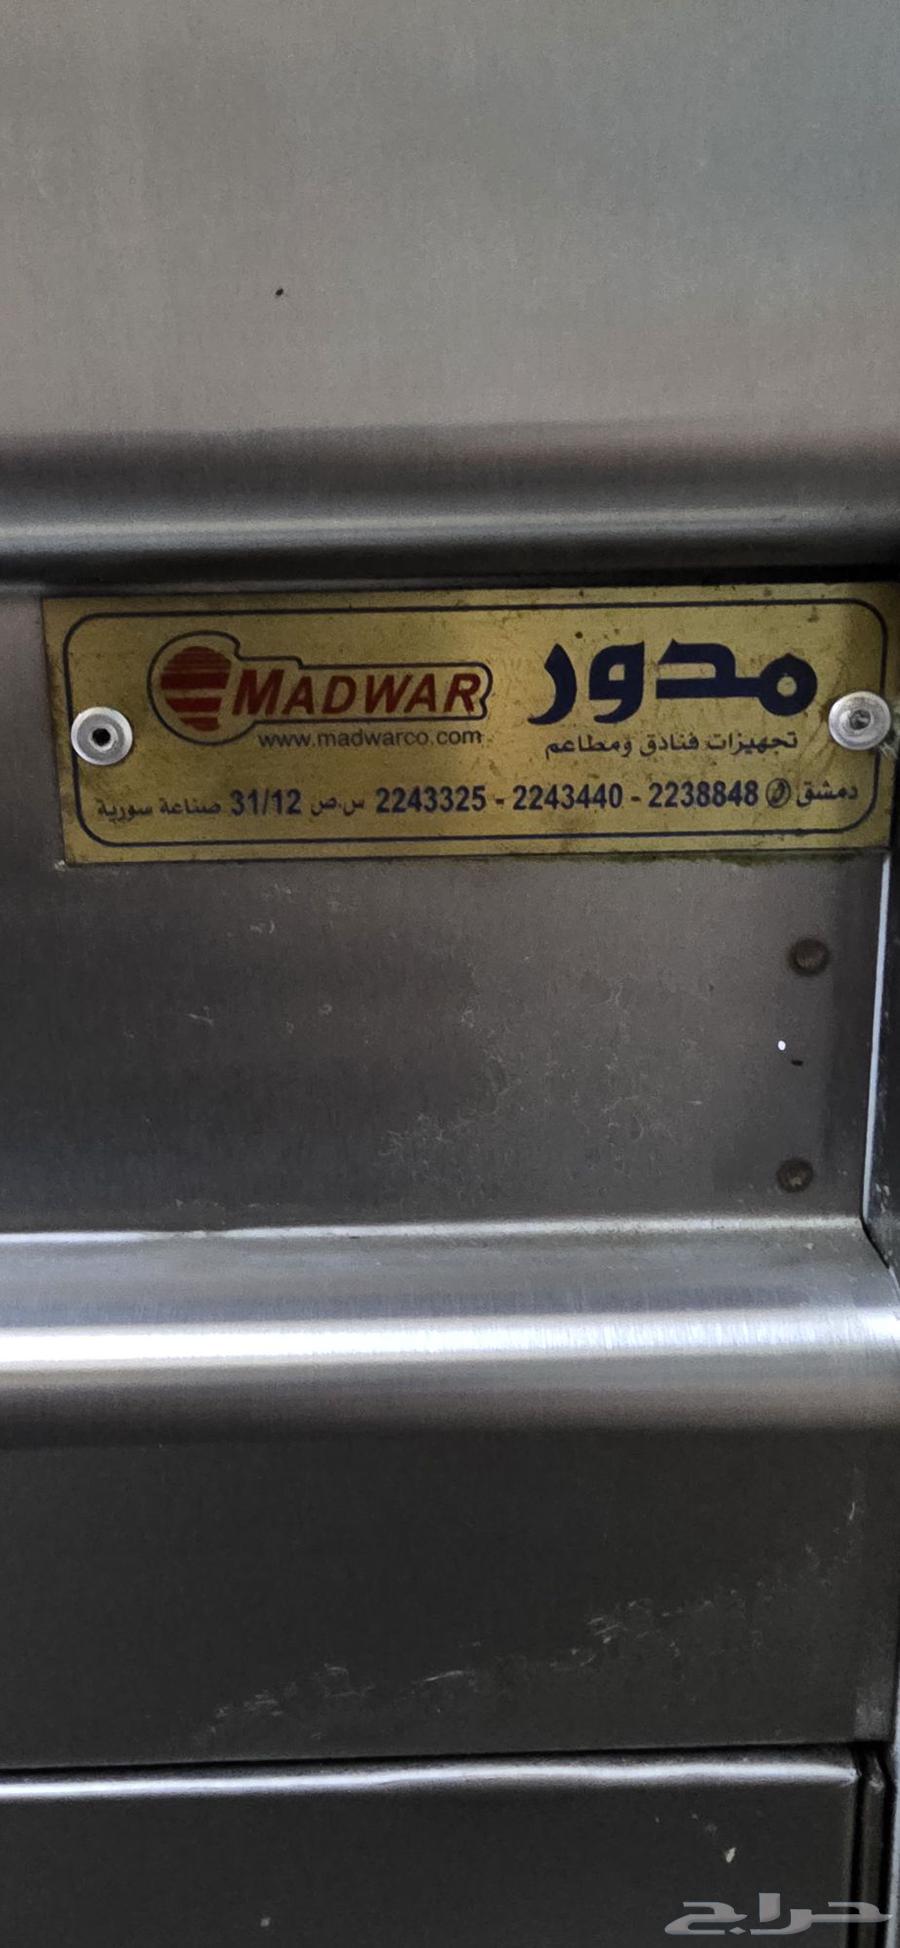 مدور
MADWAR
www.madwarco.com
تجهيزات فنادق ومطاعم
دمشق 2238848 - 2243440 - 2243325 س.ص 31/12 صناعة سورية
حراج